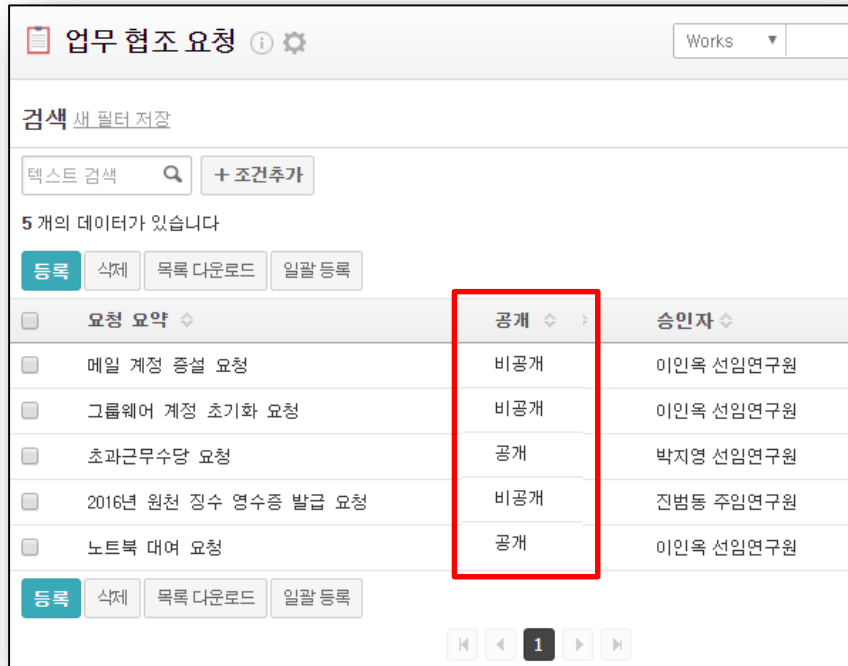 업무 협조 요청
Works
검색 새 필터 저장
텍스트 검색 +조건추가
5 개의 데이터가 있습니다
등록 삭제 목록 다운로드 일괄 등록
요청 요약 공개 승인자
메일 계정 증설 요청 비공개 이인옥 선임연구원
그룹웨어 계정 초기화 요청 비공개 이인옥 선임연구원
초과근무수당 요청 공개 박지영 선임연구원
2016년 원천 징수 영수증 발급 요청 비공개 진범동 주임연구원
노트북 대여 요청 공개 이인옥 선임연구원
등록 삭제 목록 다운로드 일괄 등록
1